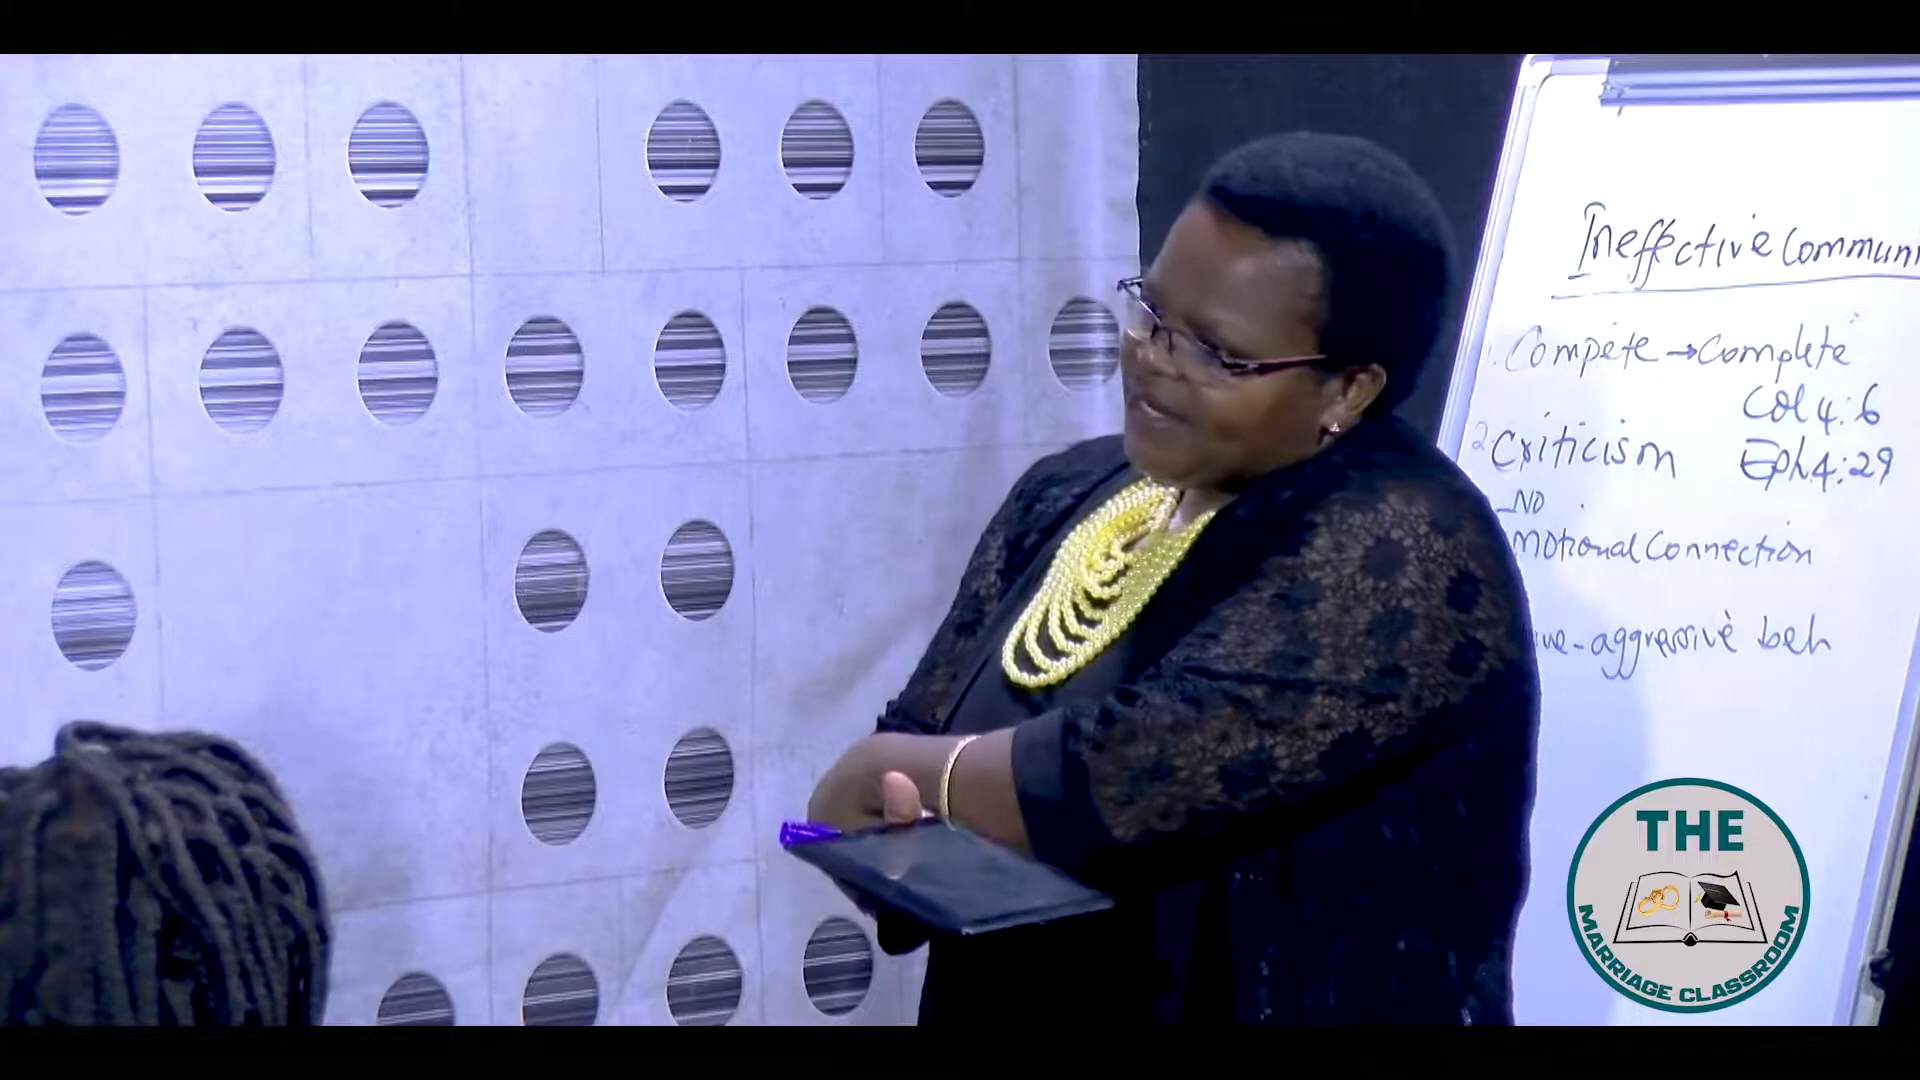 Ineffective Communi
1. Compete → Complete
Col 4:6
2. Criticism Eph 4:29
- No
motional Connection
ive-aggressive beh
THE
MARRIAGE CLASSROOM